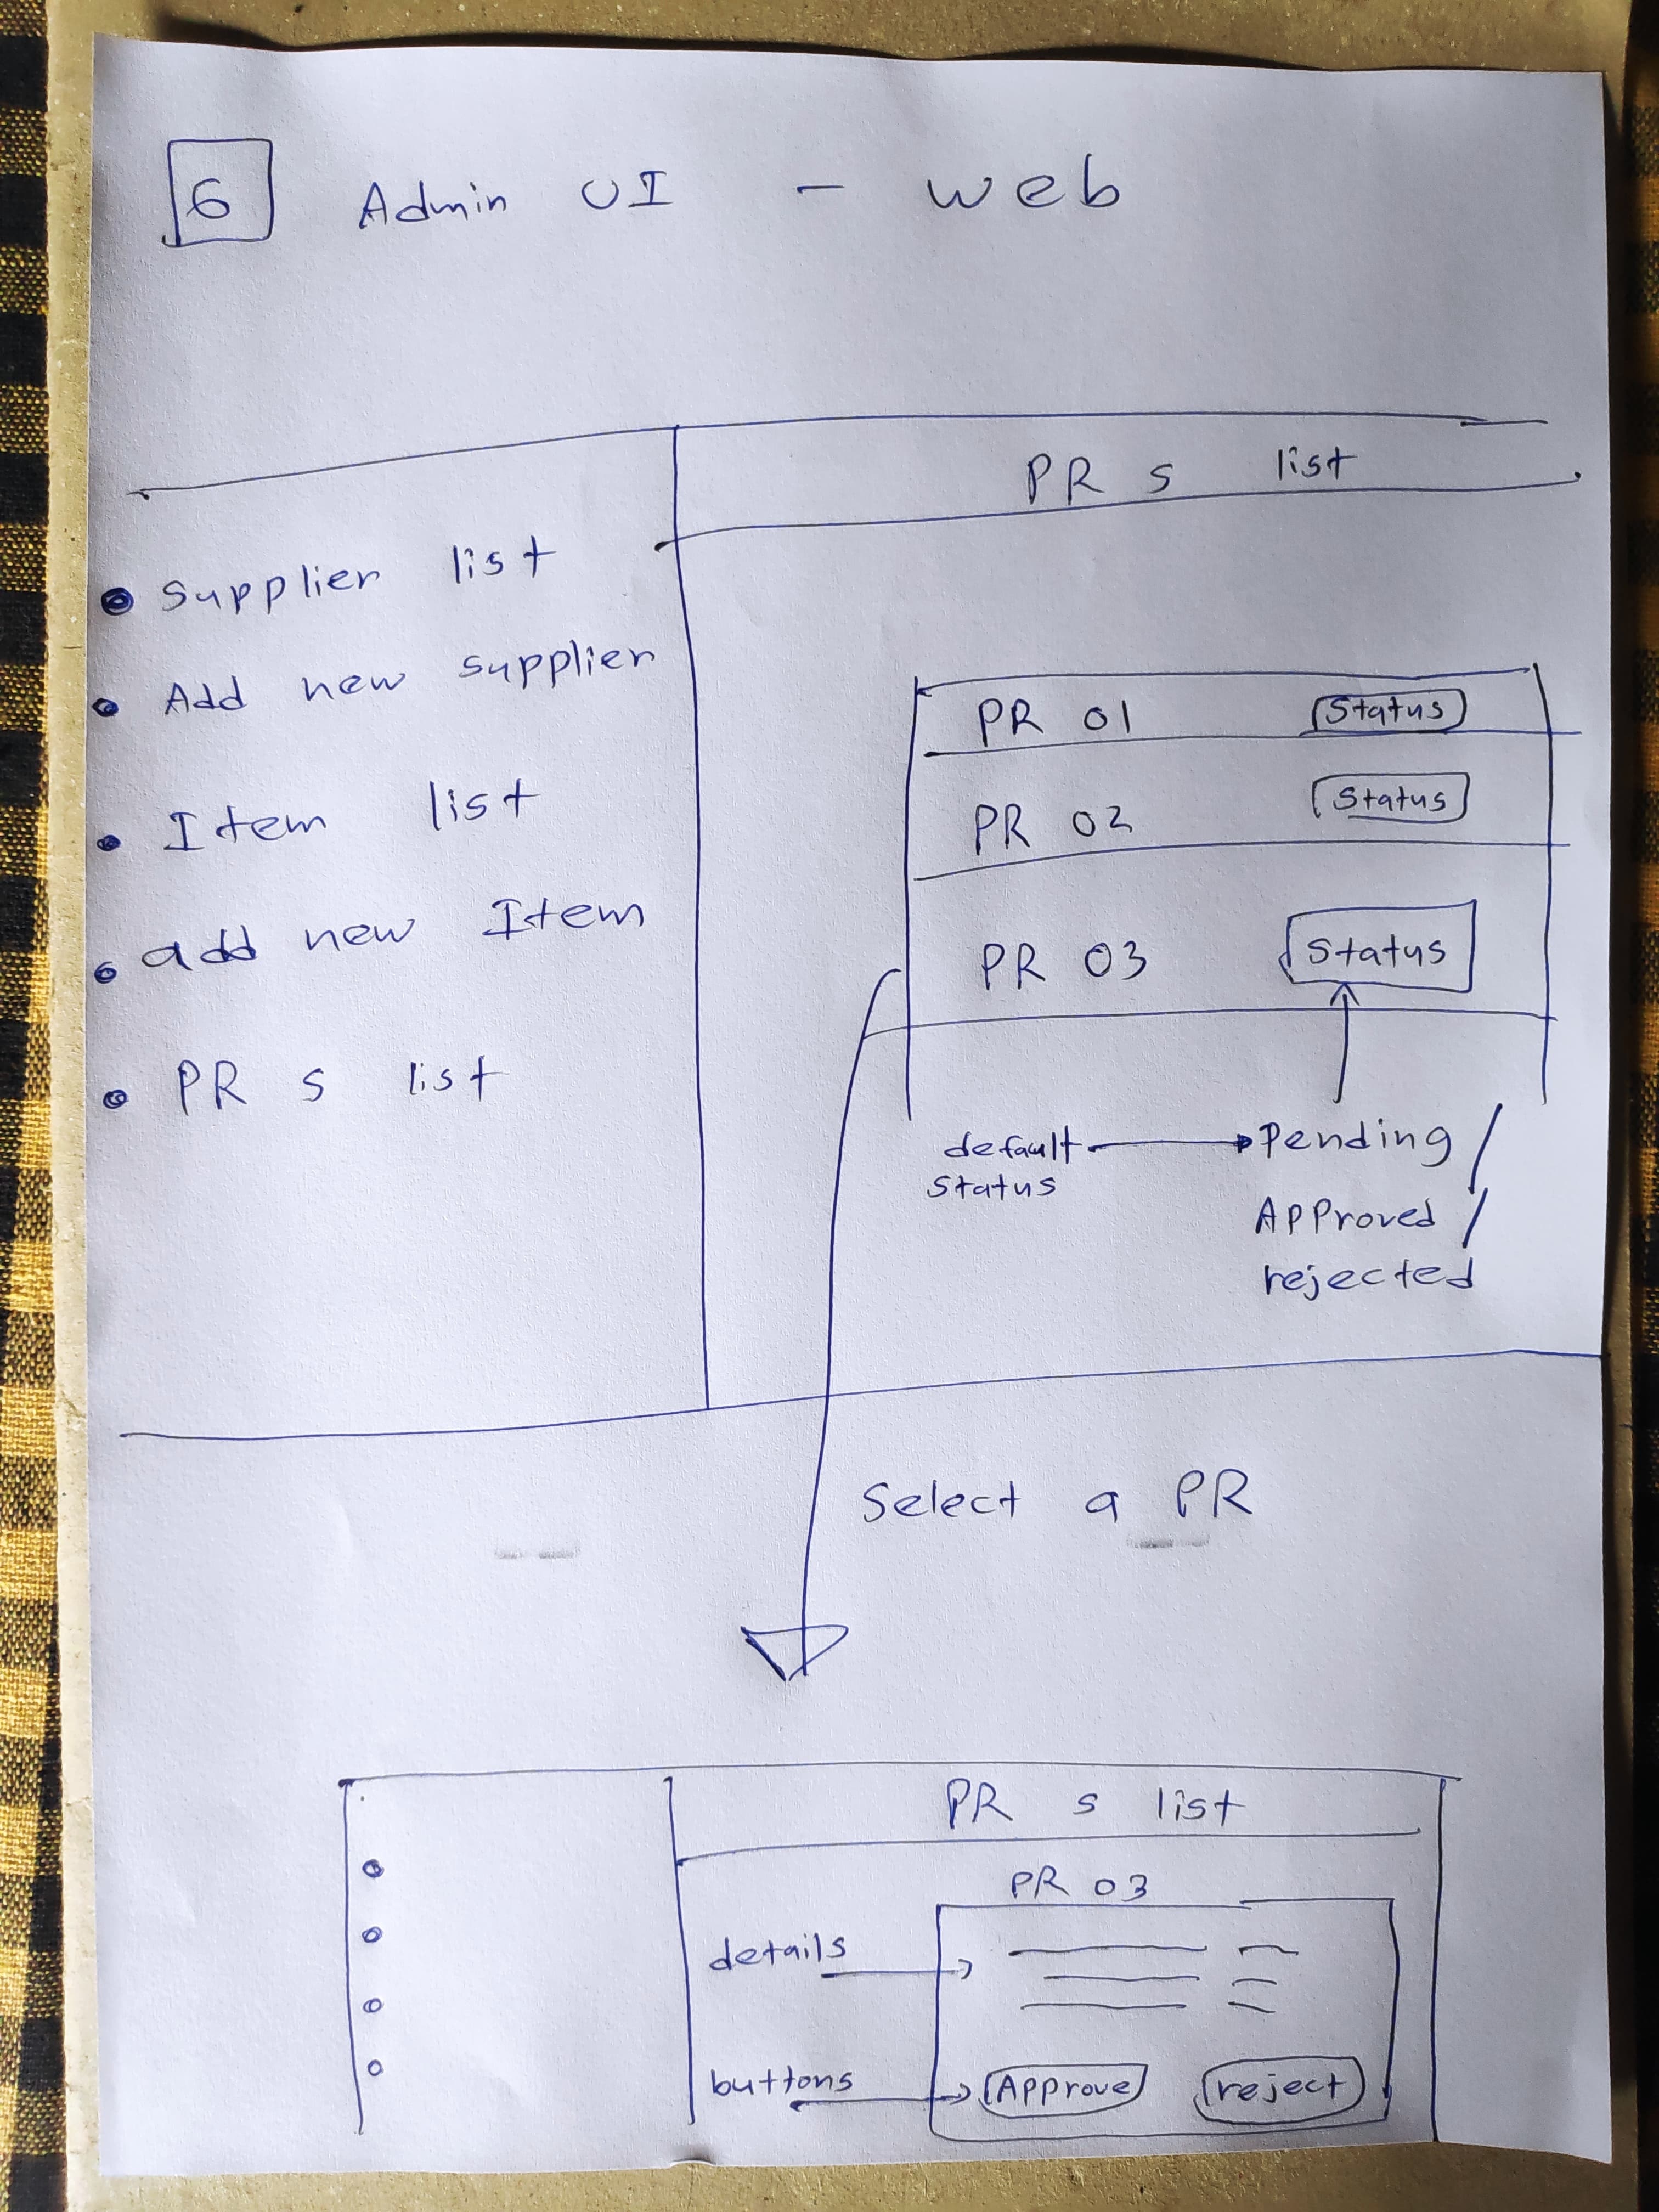 6 Admin UI - web
PR s list
• Supplier list
• Add new supplier
• Item list
• add new Item
• PR s list
PR 01 Status
PR 02 Status
PR 03 Status
default status → Pending /
Approved /
rejected
Select a PR
PR s list
PR 03
details
buttons → Approve reject